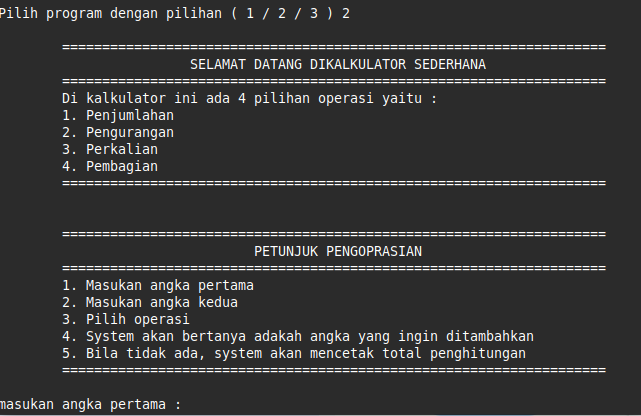 Pilih program dengan pilihan ( 1 / 2 / 3 ) 2
====================================================================
SELAMAT DATANG DIKALKULATOR SEDERHANA
====================================================================
Di kalkulator ini ada 4 pilihan operasi yaitu :
1. Penjumlahan
2. Pengurangan
3. Perkalian
4. Pembagian
====================================================================
====================================================================
PETUNJUK PENGOPRASIAN
====================================================================
1. Masukan angka pertama
2. Masukan angka kedua
3. Pilih operasi
4. System akan bertanya adakah angka yang ingin ditambahkan
5. Bila tidak ada, system akan mencetak total penghitungan
====================================================================
masukan angka pertama :